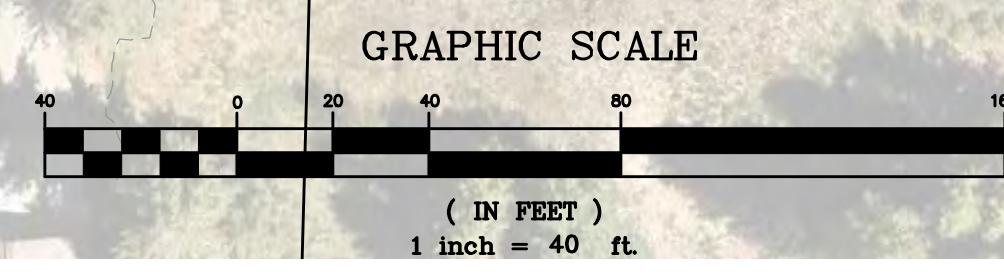 GRAPHIC SCALE
40 0 20 40 80
( IN FEET )
1 inch = 40 ft.